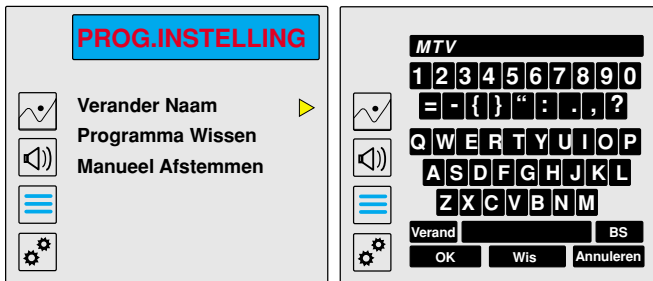 PROG.INSTELLING
Verander Naam
Programma Wissen
Manueel Afstemmen
MTV
1 2 3 4 5 6 7 8 9 0
= - { } “ : . , ?
Q W E R T Y U I O P
A S D F G H J K L
Z X C V B N M
Verand BS
OK Wis Annuleren